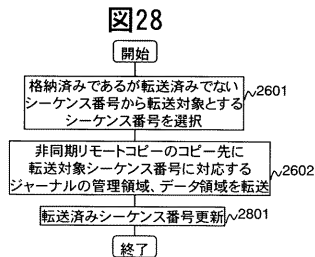 図28
開始
格納済みであるが転送済みでない
シーケンス番号から転送対象とする
シーケンス番号を選択
2601
非同期リモートコピーのコピー先に
転送対象シーケンス番号に対応する
ジャーナルの管理領域、データ領域を転送
2602
転送済みシーケンス番号更新
2801
終了